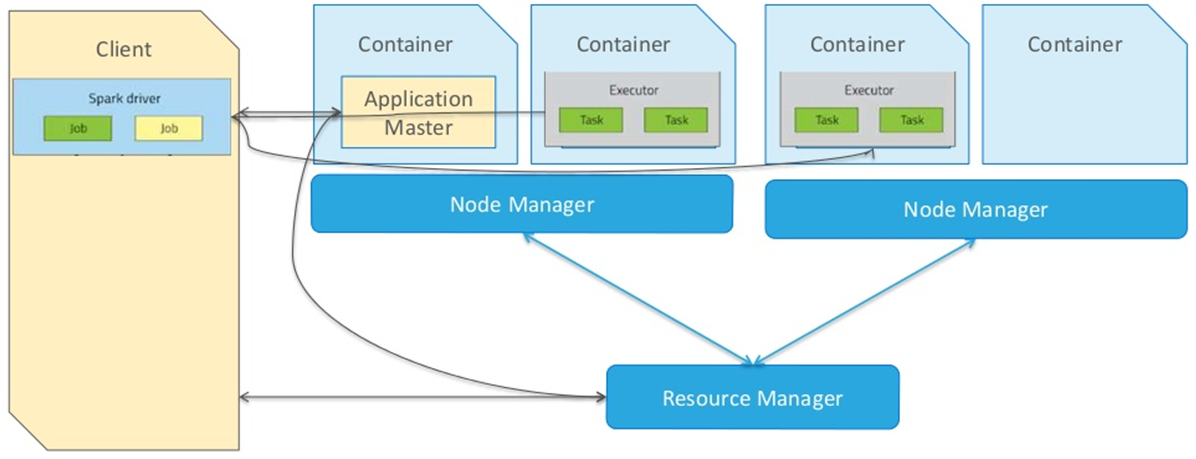 Client
Spark driver
Job
Job
Container
Application
Master
Container
Executor
Task
Task
Container
Executor
Task
Task
Container
Node Manager
Node Manager
Resource Manager